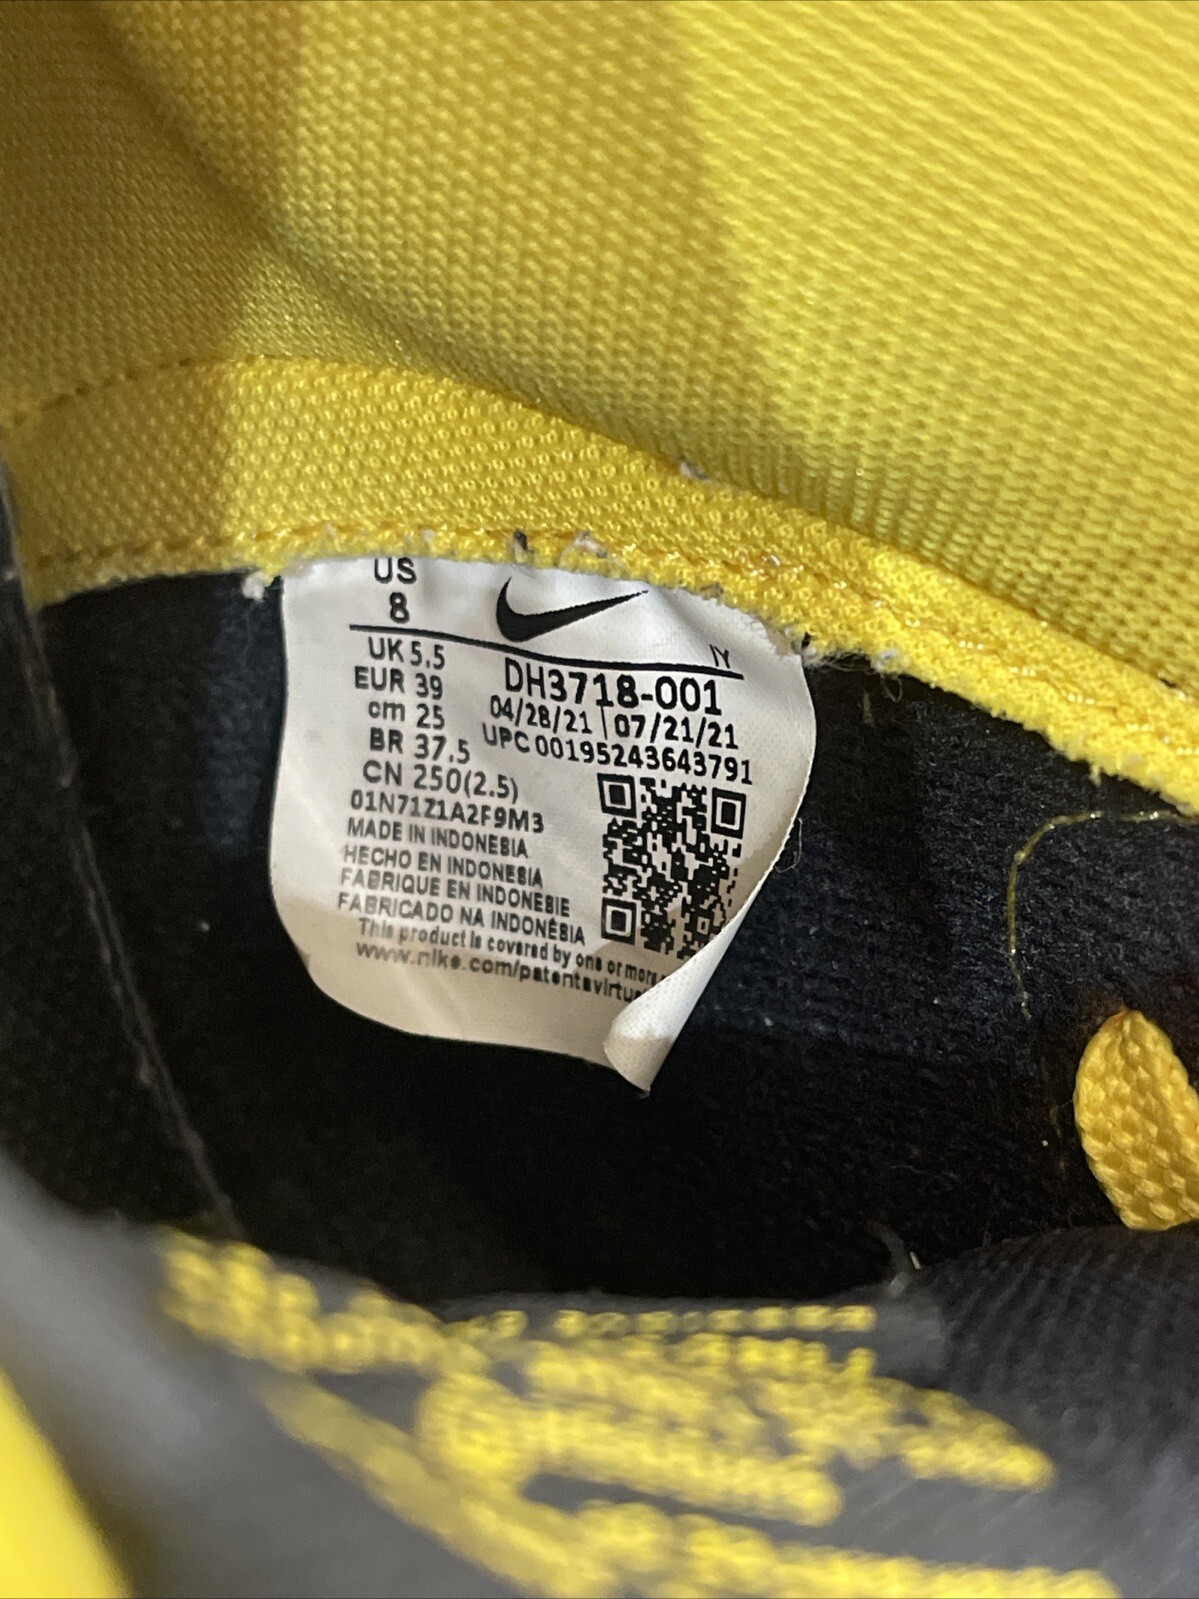 US
8
IY
UK 5.5
EUR 39
cm 25
BR 37.5
CN 250(2.5)
DH3718-001
04/28/21 | 07/21/21
UPC 00195243643791
01N71Z1A2F9M3
MADE IN INDONESIA
HECHO EN INDONESIA
FABRIQUE EN INDONESIE
FABRICADO NA INDONÉSIA
This product is covered by one or more
www.nike.com/patentsvirtu